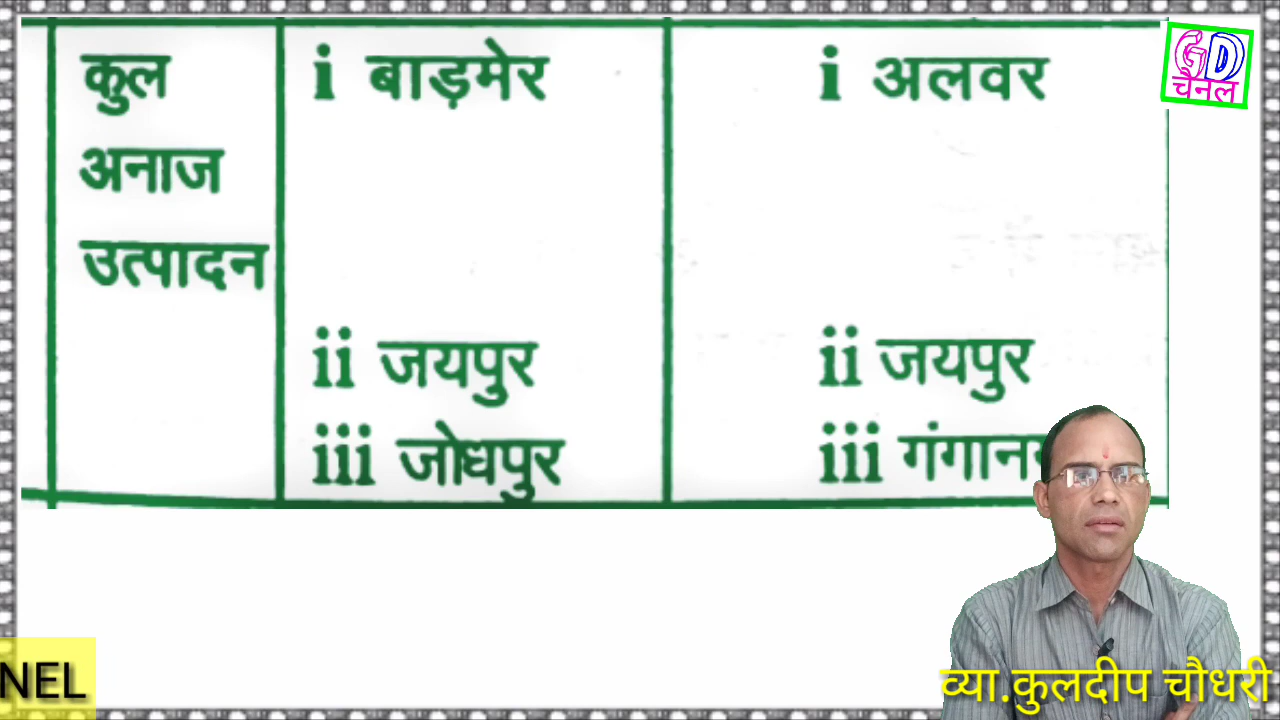 कुल
अनाज
उत्पादन
i बाड़मेर
ii जयपुर
iii जोधपुर
i अलवर
ii जयपुर
iii
GD
चैनल
NEL
व्या.कुलदीप चौधरी